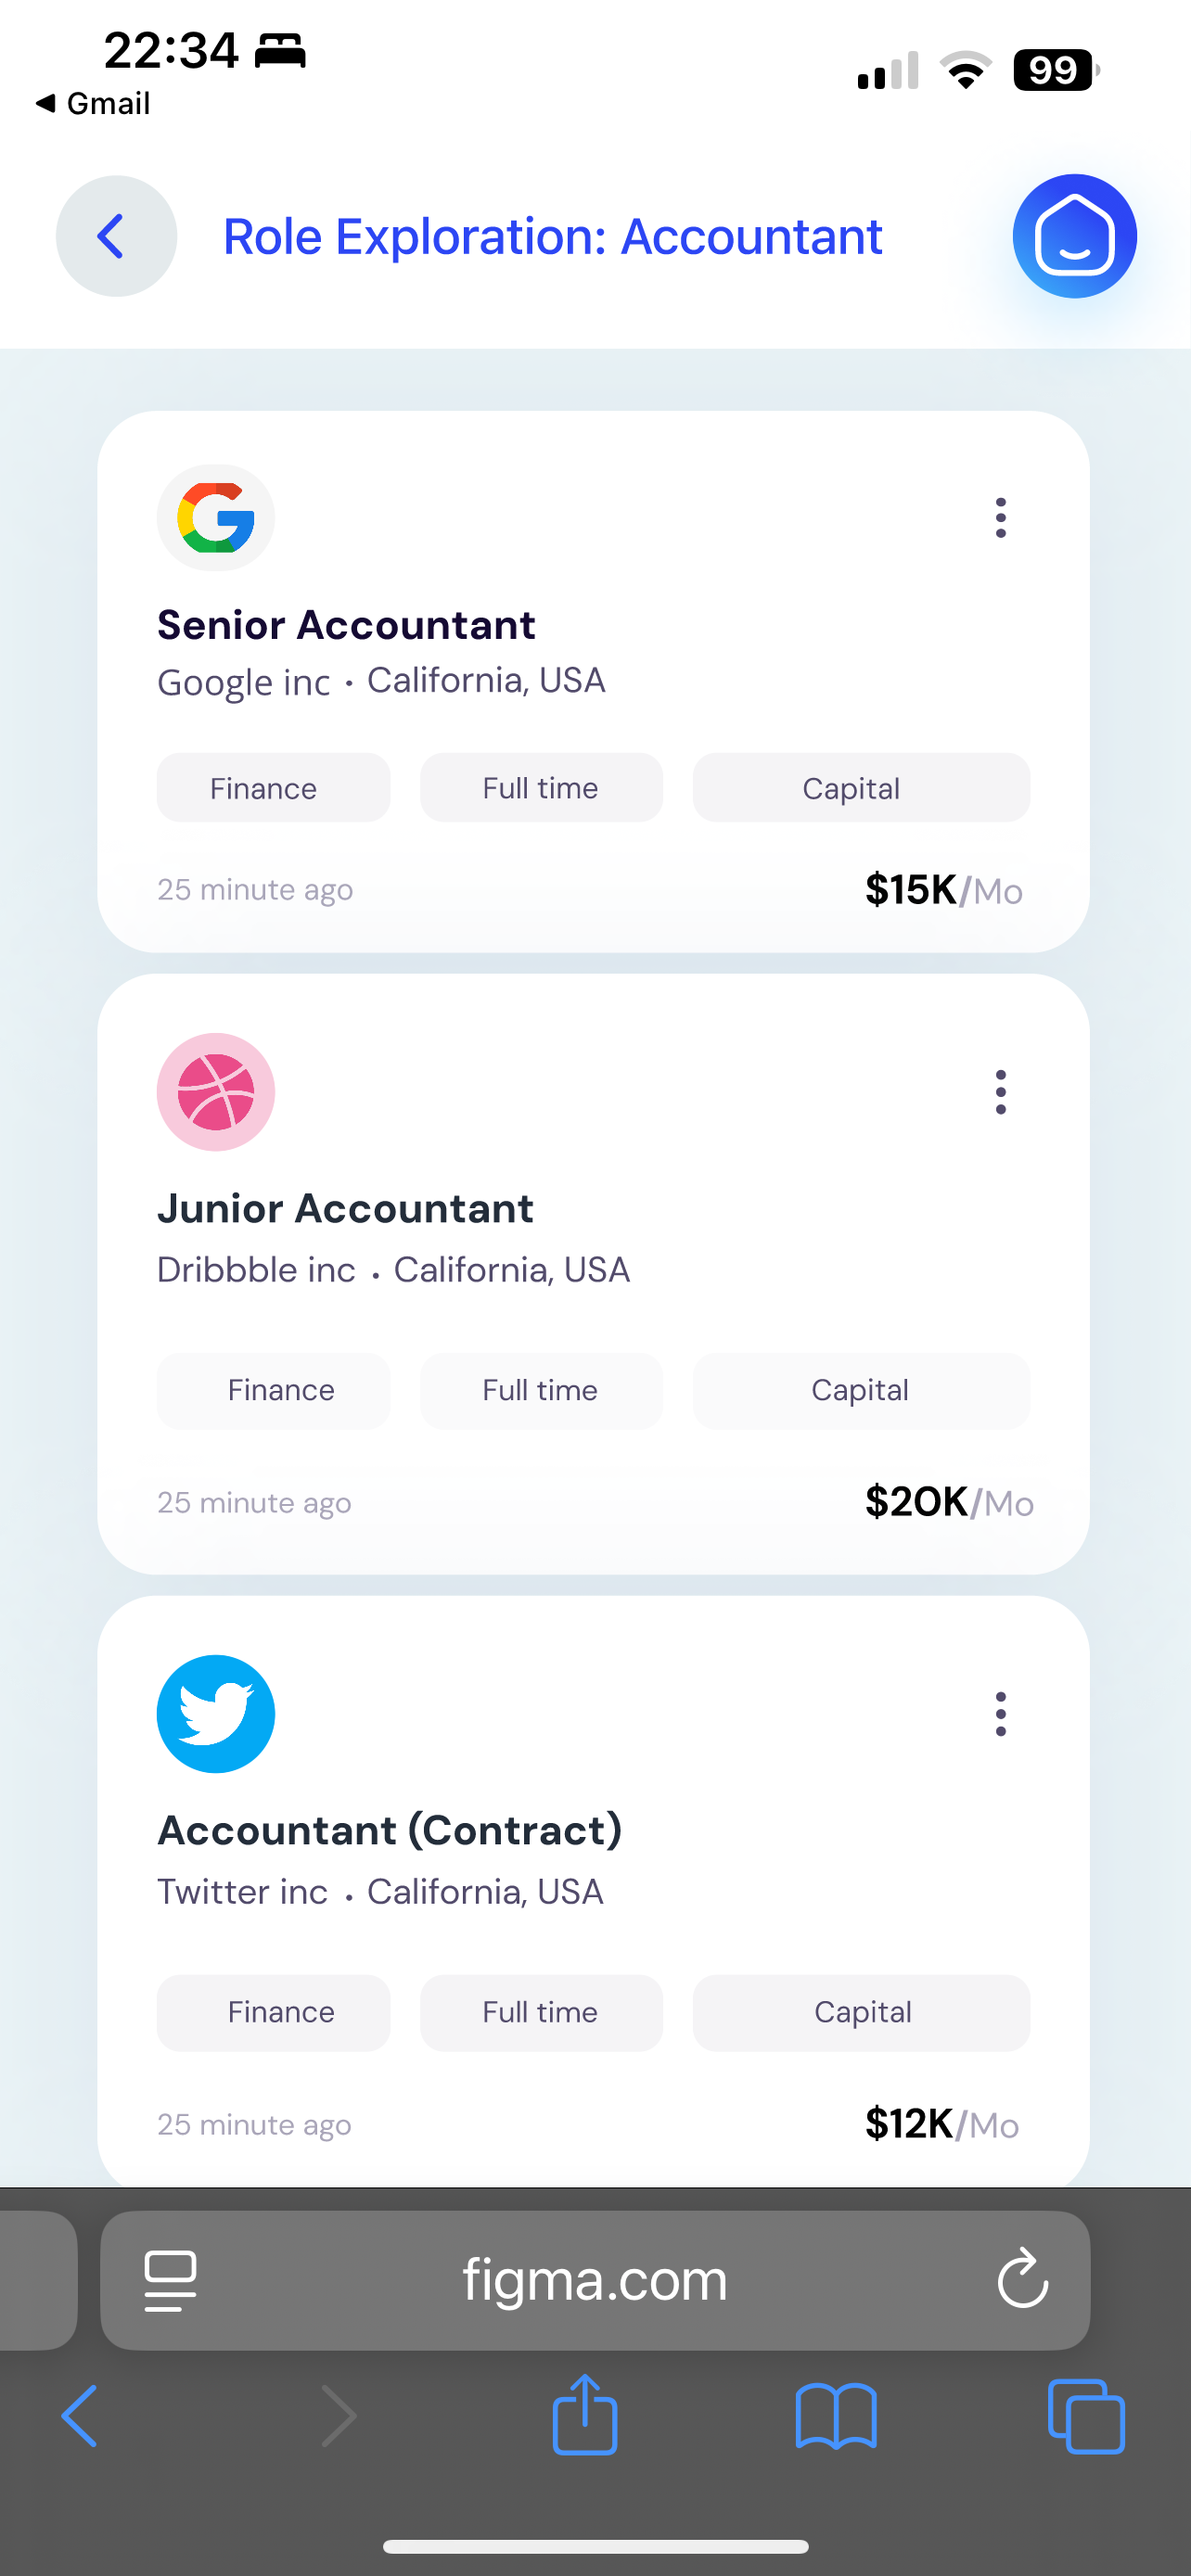 22:34
Gmail
99
Role Exploration: Accountant
Senior Accountant
Google inc • California, USA
Finance Full time Capital
25 minute ago $15K/Mo
Junior Accountant
Dribbble inc • California, USA
Finance Full time Capital
25 minute ago $20K/Mo
Accountant (Contract)
Twitter inc • California, USA
Finance Full time Capital
25 minute ago $12K/Mo
figma.com